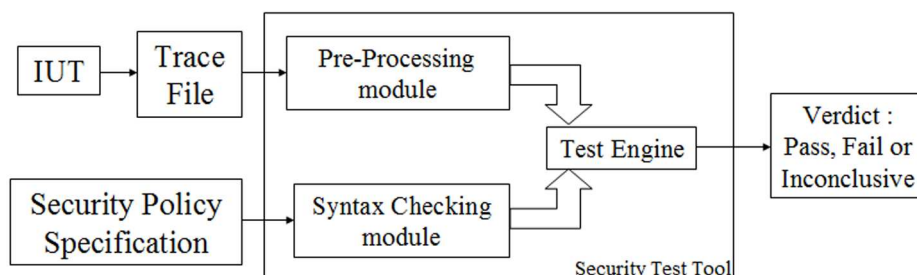 IUT
Trace
File
Pre-Processing
module
Test Engine
Verdict :
Pass, Fail or
Inconclusive
Security Policy
Specification
Syntax Checking
module
Security Test Tool